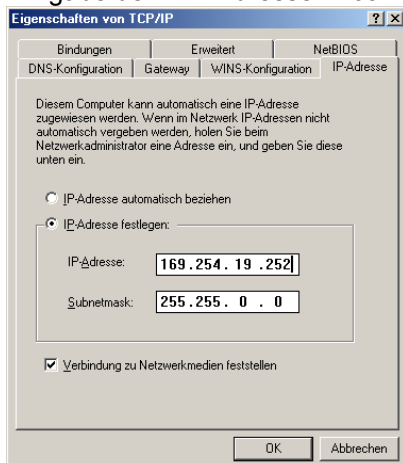 Eigenschaften von TCP/IP
Bindungen Erweitert NetBIOS
DNS-Konfiguration Gateway WINS-Konfiguration IP-Adresse
Diesem Computer kann automatisch eine IP-Adresse
zugewiesen werden. Wenn im Netzwerk IP-Adressen nicht
automatisch vergeben werden, holen Sie beim
Netzwerkadministrator eine Adresse ein, und geben Sie diese
unten ein.
IP-Adresse automatisch beziehen
IP-Adresse festlegen:
IP-Adresse: 169.254. 19 .252
Subnetmask: 255.255. 0 . 0
Verbindung zu Netzwerkmedien feststellen
OK Abbrechen